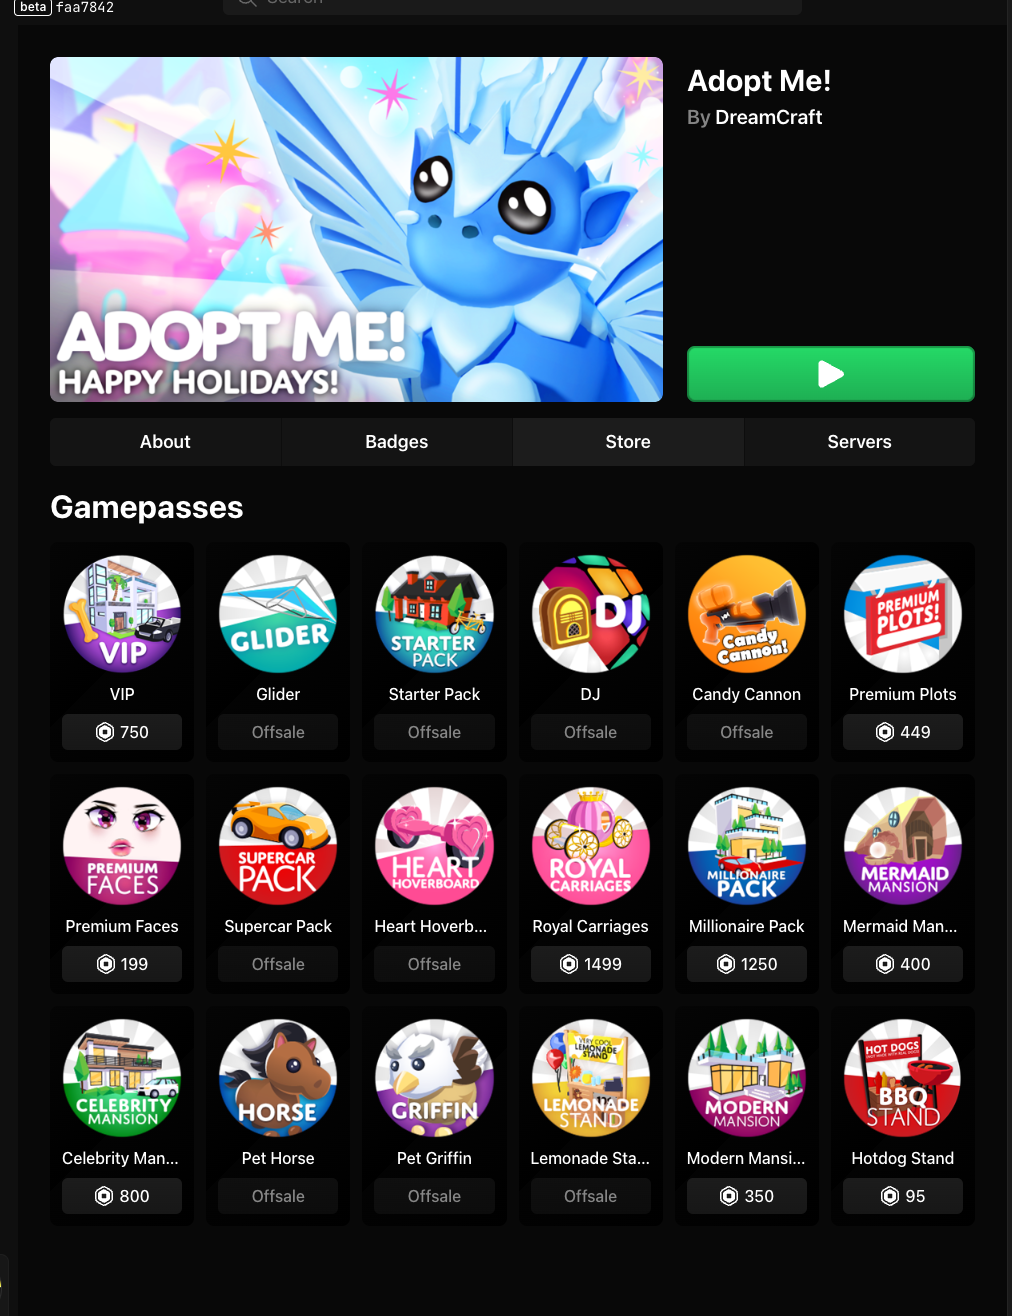 beta faa7842
Search
ADOPT ME!
HAPPY HOLIDAYS!
Adopt Me!
By DreamCraft
About
Badges
Store
Servers
Gamepasses
VIP
VIP
750
GLIDER
Glider
Offsale
STARTER
PACK
Starter Pack
Offsale
DJ
DJ
Offsale
Candy
Cannon!
Candy Cannon
Offsale
PREMIUM
PLOTS!
Premium Plots
449
PREMIUM
FACES
Premium Faces
199
SUPERCAR
PACK
Supercar Pack
Offsale
HEART
HOVERBOARD
Heart Hoverb...
Offsale
ROYAL
CARRIAGES
Royal Carriages
1499
MILLIONAIRE
PACK
Millionaire Pack
1250
MERMAID
MANSION
Mermaid Man...
400
CELEBRITY
MANSION
Celebrity Man...
800
HORSE
Pet Horse
Offsale
GRIFFIN
Pet Griffin
Offsale
VERY COOL
LEMONADE
STAND
LEMONADE
STAND
Lemonade Sta...
Offsale
MODERN
MANSION
Modern Mansi...
350
HOT DOGS
BBQ
STAND
Hotdog Stand
95